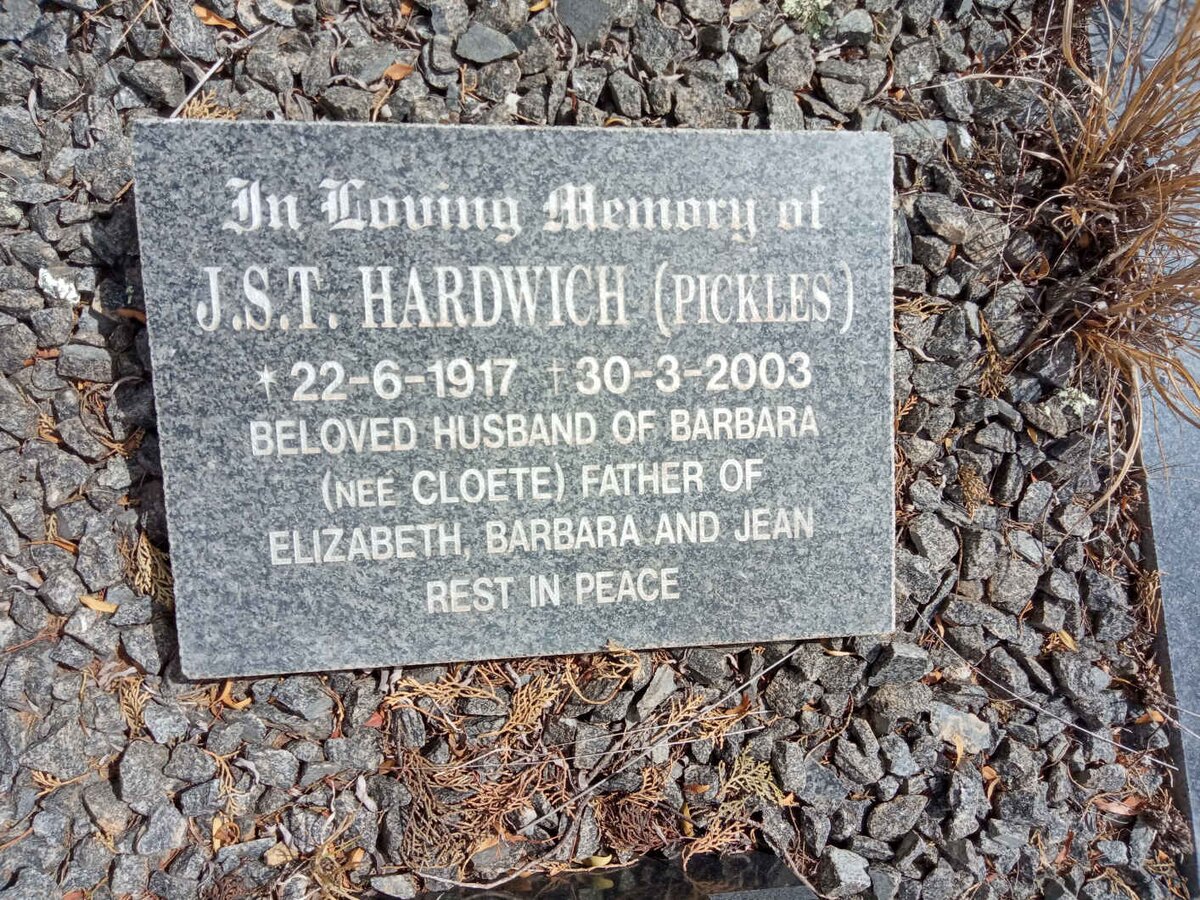 In Loving Memory of
J.S.T. HARDWICH (PICKLES)
* 22-6-1917 † 30-3-2003
BELOVED HUSBAND OF BARBARA
(NEE CLOETE) FATHER OF
ELIZABETH, BARBARA AND JEAN
REST IN PEACE